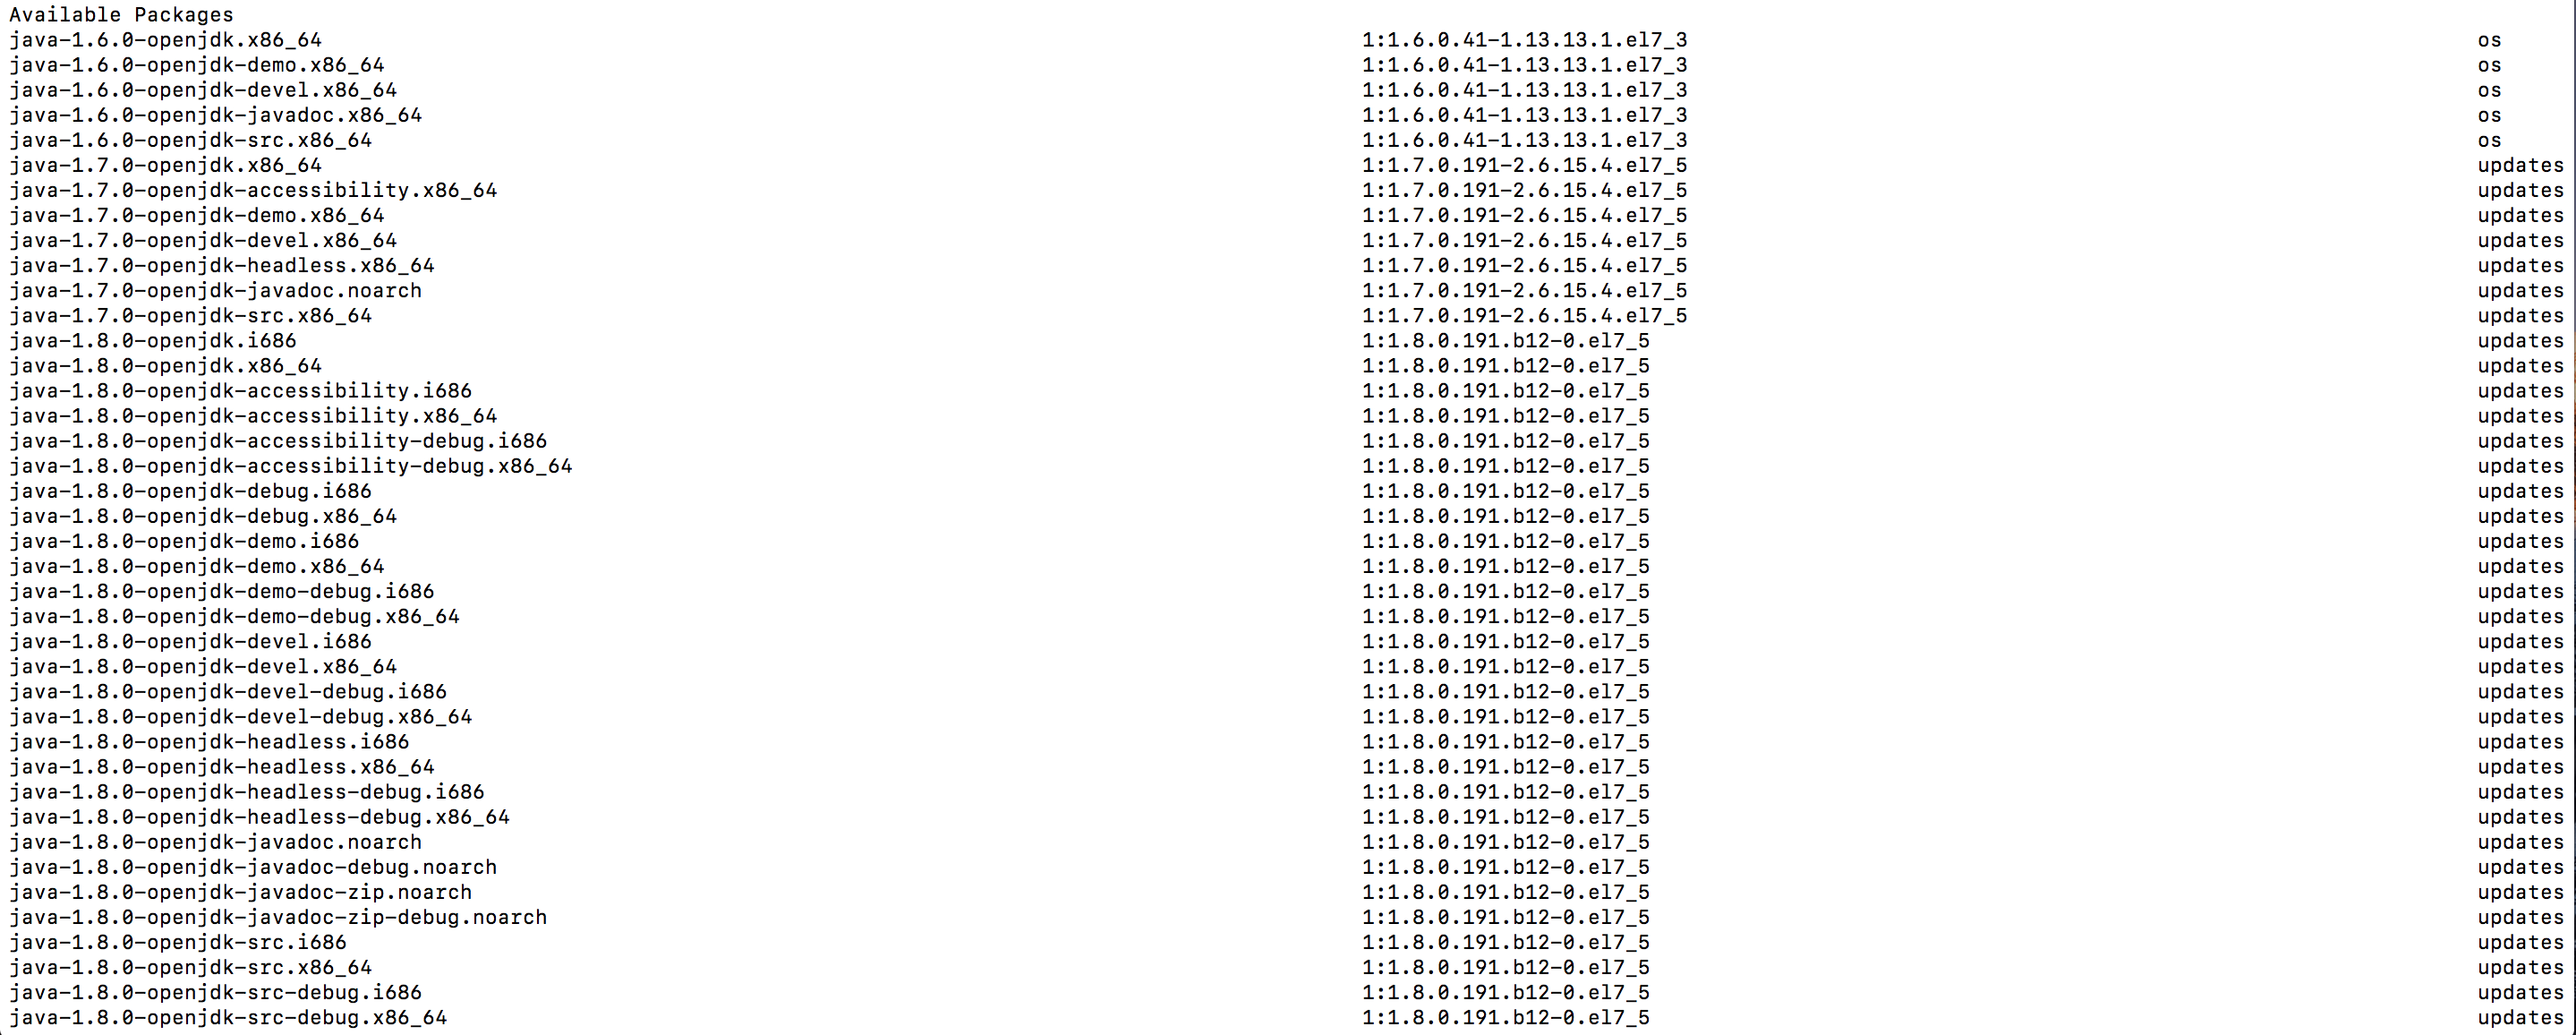 Available Packages
java-1.6.0-openjdk.x86_64 1:1.6.0.41-1.13.13.1.el7_3 os
java-1.6.0-openjdk-demo.x86_64 1:1.6.0.41-1.13.13.1.el7_3 os
java-1.6.0-openjdk-devel.x86_64 1:1.6.0.41-1.13.13.1.el7_3 os
java-1.6.0-openjdk-javadoc.x86_64 1:1.6.0.41-1.13.13.1.el7_3 os
java-1.6.0-openjdk-src.x86_64 1:1.6.0.41-1.13.13.1.el7_3 os
java-1.7.0-openjdk.x86_64 1:1.7.0.191-2.6.15.4.el7_5 updates
java-1.7.0-openjdk-accessibility.x86_64 1:1.7.0.191-2.6.15.4.el7_5 updates
java-1.7.0-openjdk-demo.x86_64 1:1.7.0.191-2.6.15.4.el7_5 updates
java-1.7.0-openjdk-devel.x86_64 1:1.7.0.191-2.6.15.4.el7_5 updates
java-1.7.0-openjdk-headless.x86_64 1:1.7.0.191-2.6.15.4.el7_5 updates
java-1.7.0-openjdk-javadoc.noarch 1:1.7.0.191-2.6.15.4.el7_5 updates
java-1.7.0-openjdk-src.x86_64 1:1.7.0.191-2.6.15.4.el7_5 updates
java-1.8.0-openjdk.i686 1:1.8.0.191.b12-0.el7_5 updates
java-1.8.0-openjdk.x86_64 1:1.8.0.191.b12-0.el7_5 updates
java-1.8.0-openjdk-accessibility.i686 1:1.8.0.191.b12-0.el7_5 updates
java-1.8.0-openjdk-accessibility.x86_64 1:1.8.0.191.b12-0.el7_5 updates
java-1.8.0-openjdk-accessibility-debug.i686 1:1.8.0.191.b12-0.el7_5 updates
java-1.8.0-openjdk-accessibility-debug.x86_64 1:1.8.0.191.b12-0.el7_5 updates
java-1.8.0-openjdk-debug.i686 1:1.8.0.191.b12-0.el7_5 updates
java-1.8.0-openjdk-debug.x86_64 1:1.8.0.191.b12-0.el7_5 updates
java-1.8.0-openjdk-demo.i686 1:1.8.0.191.b12-0.el7_5 updates
java-1.8.0-openjdk-demo.x86_64 1:1.8.0.191.b12-0.el7_5 updates
java-1.8.0-openjdk-demo-debug.i686 1:1.8.0.191.b12-0.el7_5 updates
java-1.8.0-openjdk-demo-debug.x86_64 1:1.8.0.191.b12-0.el7_5 updates
java-1.8.0-openjdk-devel.i686 1:1.8.0.191.b12-0.el7_5 updates
java-1.8.0-openjdk-devel.x86_64 1:1.8.0.191.b12-0.el7_5 updates
java-1.8.0-openjdk-devel-debug.i686 1:1.8.0.191.b12-0.el7_5 updates
java-1.8.0-openjdk-devel-debug.x86_64 1:1.8.0.191.b12-0.el7_5 updates
java-1.8.0-openjdk-headless.i686 1:1.8.0.191.b12-0.el7_5 updates
java-1.8.0-openjdk-headless.x86_64 1:1.8.0.191.b12-0.el7_5 updates
java-1.8.0-openjdk-headless-debug.i686 1:1.8.0.191.b12-0.el7_5 updates
java-1.8.0-openjdk-headless-debug.x86_64 1:1.8.0.191.b12-0.el7_5 updates
java-1.8.0-openjdk-javadoc.noarch 1:1.8.0.191.b12-0.el7_5 updates
java-1.8.0-openjdk-javadoc-debug.noarch 1:1.8.0.191.b12-0.el7_5 updates
java-1.8.0-openjdk-javadoc-zip.noarch 1:1.8.0.191.b12-0.el7_5 updates
java-1.8.0-openjdk-javadoc-zip-debug.noarch 1:1.8.0.191.b12-0.el7_5 updates
java-1.8.0-openjdk-src.i686 1:1.8.0.191.b12-0.el7_5 updates
java-1.8.0-openjdk-src.x86_64 1:1.8.0.191.b12-0.el7_5 updates
java-1.8.0-openjdk-src-debug.i686 1:1.8.0.191.b12-0.el7_5 updates
java-1.8.0-openjdk-src-debug.x86_64 1:1.8.0.191.b12-0.el7_5 updates